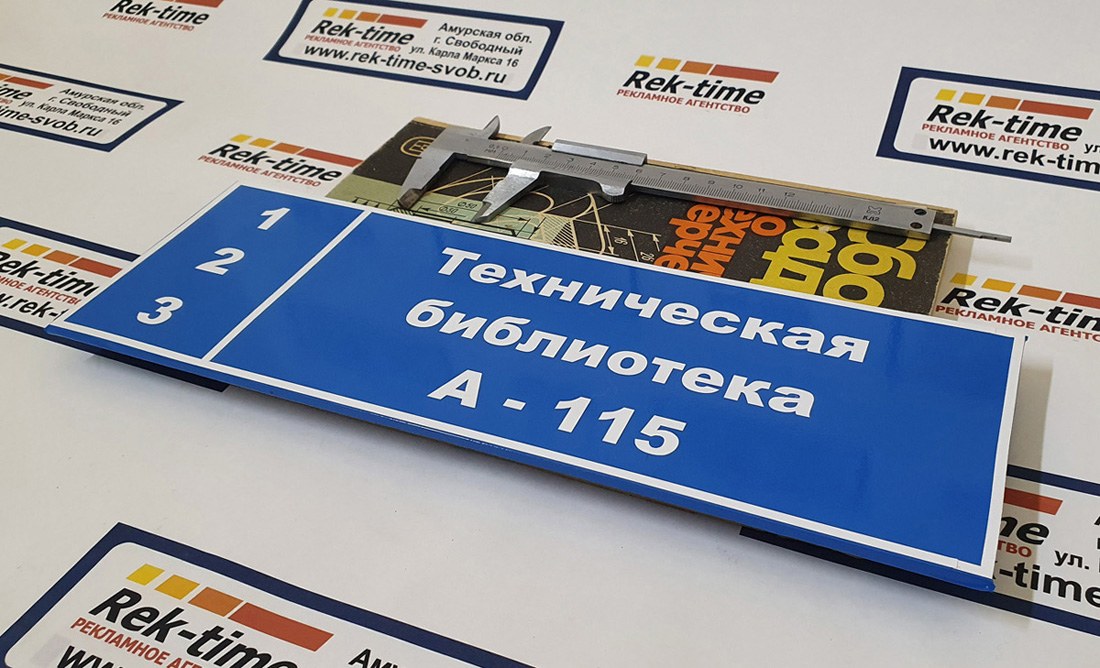 Rek-time
РЕКЛАМНОЕ АГЕНТСТВО
Rek-time
РЕКЛАМНОЕ АГЕНТСТВО
Амурская обл.
г. Свободный
ул. Карла Маркса 16
www.rek-time-svob.ru
Rek-time
РЕКЛАМНОЕ АГЕНТСТВО
Rek-time
РЕКЛАМНОЕ АГЕНТСТВО
www.rek-time
Амурская обл.
г. Свободный
ул. Карла Маркса 16
time-svob.ru
Rek-time
РЕКЛАМНОЕ АГЕНТСТВО
1
2
3
Техническая
библиотека
А - 115
Rek-time
РЕКЛАМНОЕ АГЕНТСТВО
Rek-time
РЕКЛАМНОЕ АГЕНТСТВО